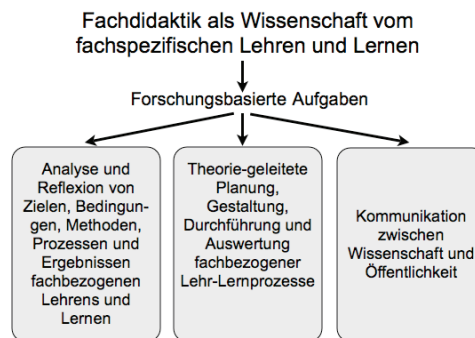 Fachdidaktik als Wissenschaft vom
fachspezifischen Lehren und Lernen
Forschungsbasierte Aufgaben
Analyse und
Reflexion von
Zielen, Bedingun-
gen, Methoden,
Prozessen und
Ergebnissen
fachbezogenen
Lehrens und
Lernen
Theorie-geleitete
Planung,
Gestaltung,
Durchführung und
Auswertung
fachbezogener
Lehr-Lernprozesse
Kommunikation
zwischen
Wissenschaft und
Öffentlichkeit